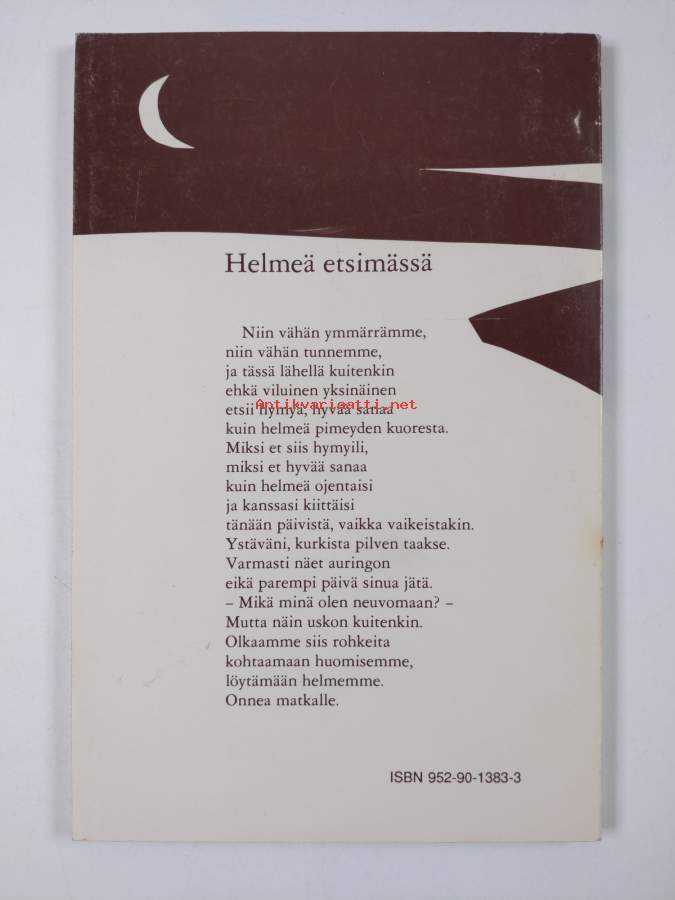 Helmeä etsimässä
Niin vähän ymmärrämme,
niin vähän tunnemme,
ja tässä lähellä kuitenkin
ehkä viluinen yksinäinen
Antikvariaatti.net
etsii hymyä, hyvää sanaa
kuin helmeä pimeyden kuoresta.
Miksi et siis hymyili,
miksi et hyvää sanaa
kuin helmeä ojentaisi
ja kanssasi kiittäisi
tänään päivistä, vaikka vaikeistakin.
Ystäväni, kurkista pilven taakse.
Varmasti näet auringon
eikä parempi päivä sinua jätä.
– Mikä minä olen neuvomaan? –
Mutta näin uskon kuitenkin.
Olkaamme siis rohkeita
kohtaamaan huomisemme,
löytämään helmemme.
Onnea matkalle.
ISBN 952-90-1383-3